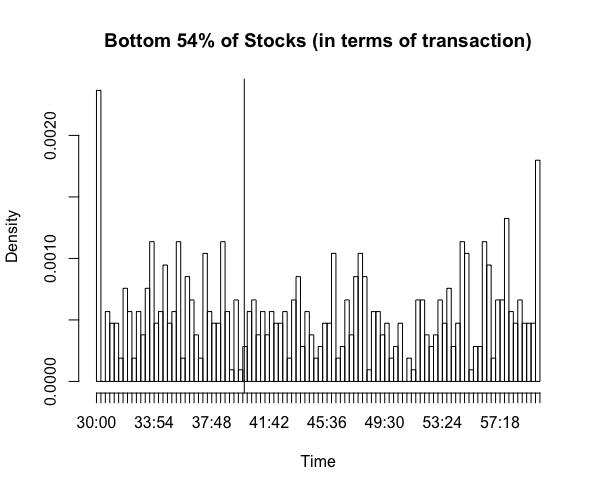 Bottom 54% of Stocks (in terms of transaction)
Density
0.0020
0.0010
0.0000
30:00 33:54 37:48 41:42 45:36 49:30 53:24 57:18
Time